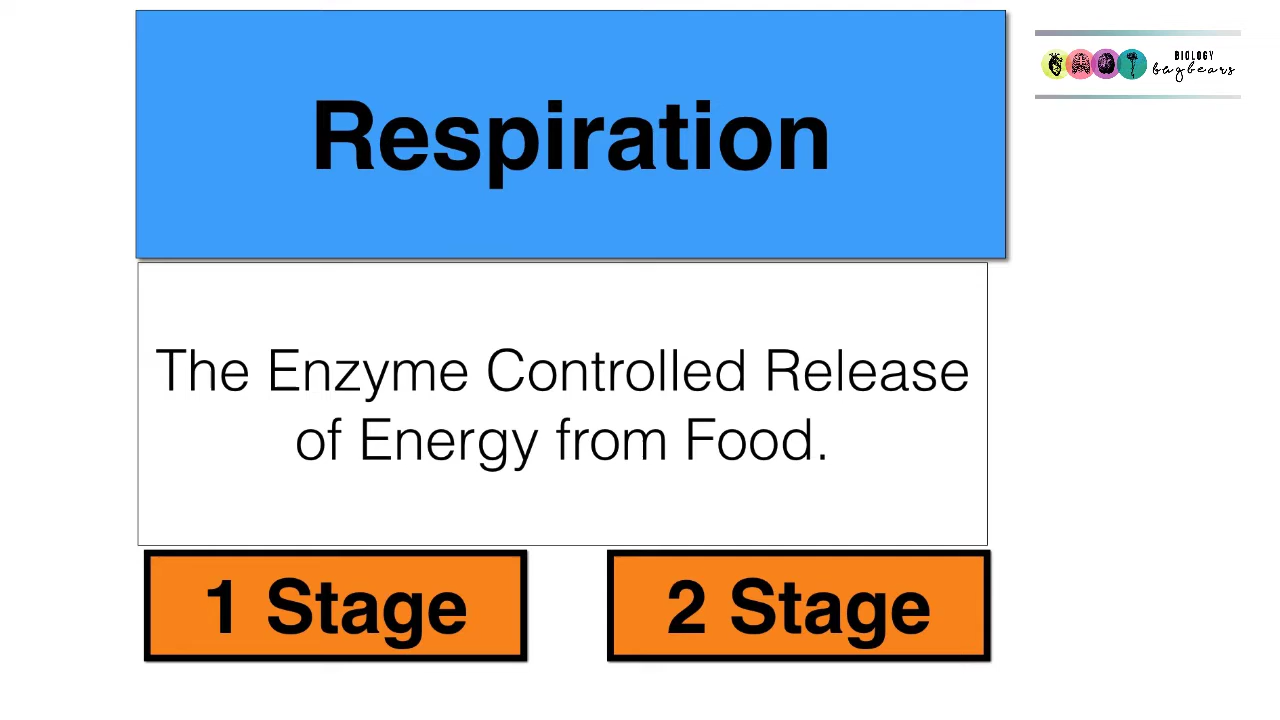 Respiration
BIOLOGY
bugbears
The Enzyme Controlled Release
of Energy from Food.
1 Stage
2 Stage